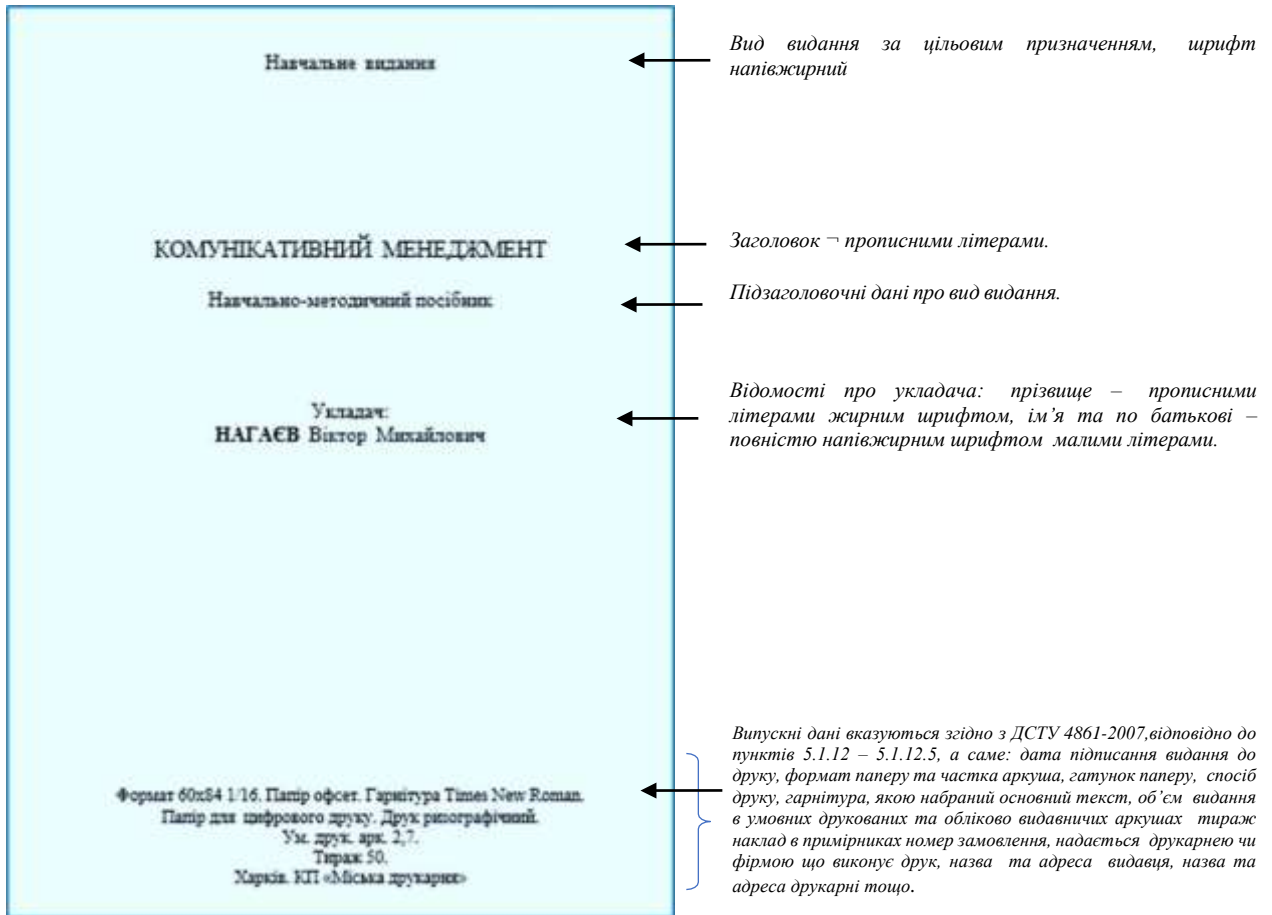 Навчальне видання
Вид видання за цільовим призначенням, шрифт
напівжирний
КОМУНІКАТИВНИЙ МЕНЕДЖМЕНТ
Заголовок ¬ прописними літерами.
Навчально-методичний посібник
Підзаголовочні дані про вид видання.
Укладач:
НАГАЄВ Віктор Михайлович
Відомості про укладача: прізвище – прописними
літерами жирним шрифтом, ім’я та по батькові –
повністю напівжирним шрифтом малими літерами.
Формат 60х84 1/16. Папір офсет. Гарнітура Times New Roman.
Папір для цифрового друку. Друк ризографічний.
Ум. друк. арк. 2,7.
Тираж 50.
Харків. КП «Міська друкарня»
Випускні дані вказуються згідно з ДСТУ 4861-2007,відповідно до
пунктів 5.1.12 – 5.1.12.5, а саме: дата підписання видання до
друку, формат паперу та частка аркуша, гатунок паперу, спосіб
друку, гарнітура, якою набраний основний текст, об’єм видання
в умовних друкованих та обліково видавничих аркушах тираж
наклад в примірниках номер замовлення, надається друкарнею чи
фірмою що виконує друк, назва та адреса видавця, назва та
адреса друкарні тощо.